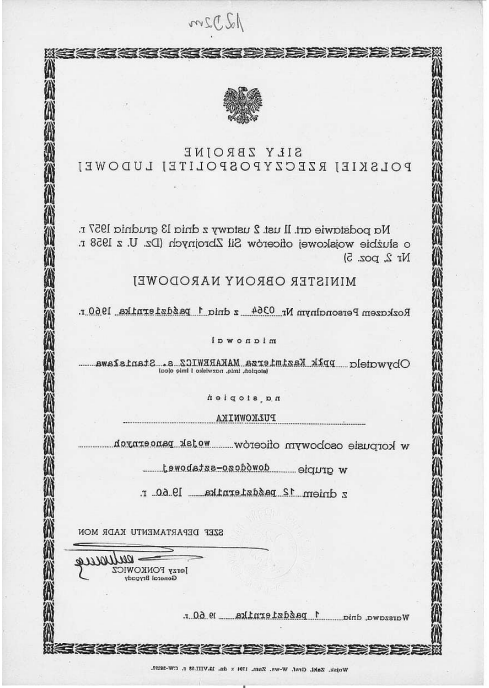 SIŁY ZBROJNE
POLSKIEJ RZECZYPOSPOLITEJ LUDOWEJ
Na podstawie art. 11 ust. 2 ustawy z dnia 13 grudnia 1957 r.
o służbie wojskowej oficerów Sił Zbrojnych (Dz. U. z 1958 r.
Nr 2, poz. 5)
MINISTER OBRONY NARODOWEJ
Rozkazem Personalnym Nr 0364 z dnia 1 października 1960 r.
mianował
Obywatela ppłk Kazimierza MAKAREWICZ s. Stanisława
(stopień, imię, nazwisko i imię ojca)
na stopień
PUŁKOWNIKA
w korpusie osobowym oficerów wojsk pancernych
w grupie dowódczo-sztabowej
z dniem 12 październ. 1960 r.
SZEF DEPARTAMENTU KADR MON
Jerzy FONKOWICZ
Generał Brygady
Warszawa, dnia 1 października 1960 r.